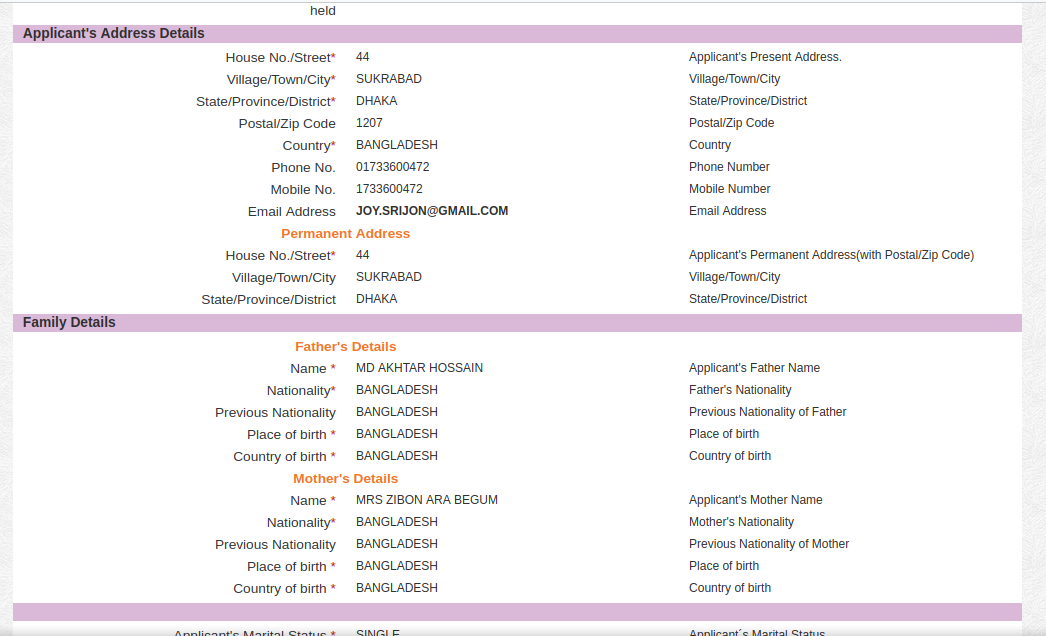 held
Applicant's Address Details
House No./Street* 44 Applicant's Present Address.
Village/Town/City* SUKRABAD Village/Town/City
State/Province/District* DHAKA State/Province/District
Postal/Zip Code 1207 Postal/Zip Code
Country* BANGLADESH Country
Phone No. 01733600472 Phone Number
Mobile No. 1733600472 Mobile Number
Email Address JOY.SRIJON@GMAIL.COM Email Address
Permanent Address
House No./Street* 44 Applicant's Permanent Address(with Postal/Zip Code)
Village/Town/City SUKRABAD Village/Town/City
State/Province/District DHAKA State/Province/District
Family Details
Father's Details
Name * MD AKHTAR HOSSAIN Applicant's Father Name
Nationality* BANGLADESH Father's Nationality
Previous Nationality BANGLADESH Previous Nationality of Father
Place of birth * BANGLADESH Place of birth
Country of birth * BANGLADESH Country of birth
Mother's Details
Name * MRS ZIBON ARA BEGUM Applicant's Mother Name
Nationality* BANGLADESH Mother's Nationality
Previous Nationality BANGLADESH Previous Nationality of Mother
Place of birth * BANGLADESH Place of birth
Country of birth * BANGLADESH Country of birth
Applicant's Marital Status * SINGLE Applicant´s Marital Status